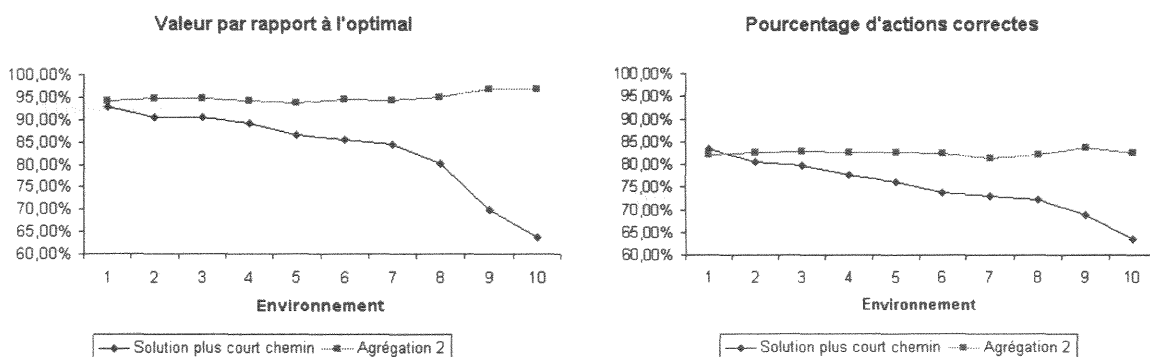 Valeur par rapport à l'optimal
100,00%
95,00%
90,00%
85,00%
80,00%
75,00%
70,00%
65,00%
60,00%
1 2 3 4 5 6 7 8 9 10
Environnement
Solution plus court chemin Agrégation 2
Pourcentage d'actions correctes
100,00%
95,00%
90,00%
85,00%
80,00%
75,00%
70,00%
65,00%
60,00%
1 2 3 4 5 6 7 8 9 10
Environnement
Solution plus court chemin Agrégation 2